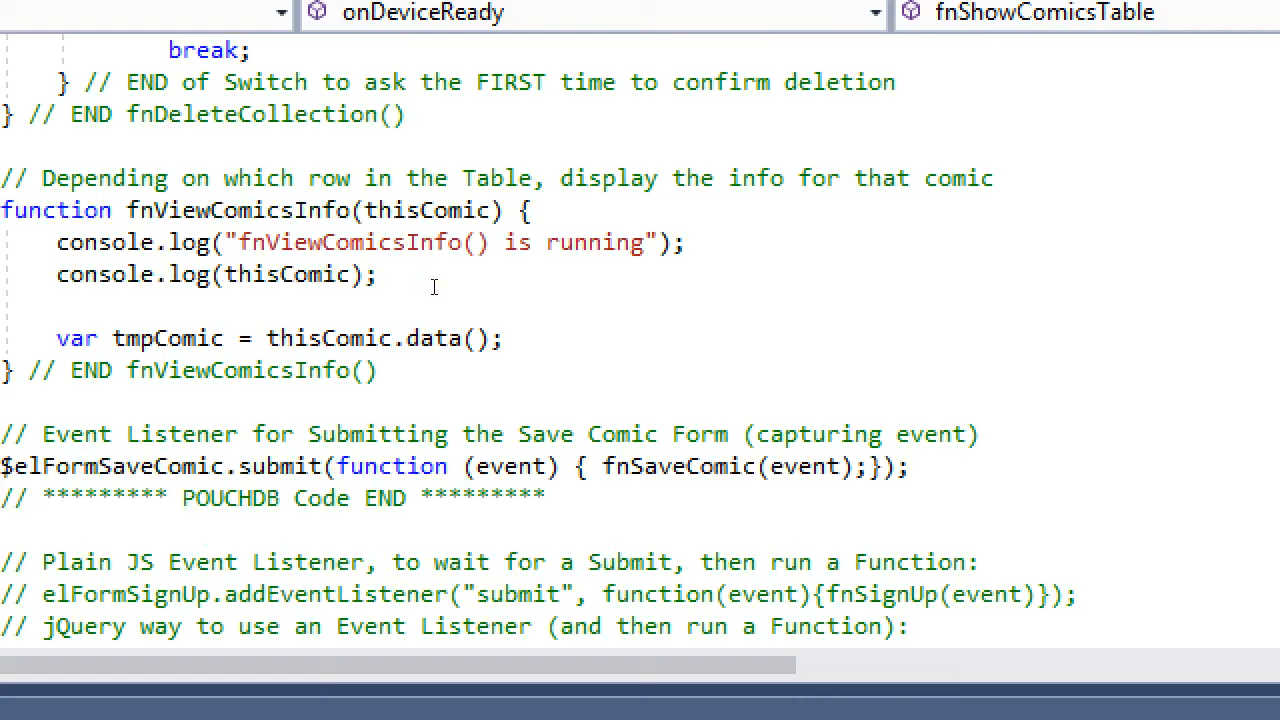 onDeviceReady fnShowComicsTable
break;
} // END of Switch to ask the FIRST time to confirm deletion
} // END fnDeleteCollection()
// Depending on which row in the Table, display the info for that comic
function fnViewComicsInfo(thisComic) {
console.log("fnViewComicsInfo() is running");
console.log(thisComic);
var tmpComic = thisComic.data();
} // END fnViewComicsInfo()
// Event Listener for Submitting the Save Comic Form (capturing event)
$elFormSaveComic.submit(function (event) { fnSaveComic(event);});
// ********* POUCHDB Code END *********
// Plain JS Event Listener, to wait for a Submit, then run a Function:
// elFormSignUp.addEventListener("submit", function(event){fnSignUp(event)});
// jQuery way to use an Event Listener (and then run a Function):